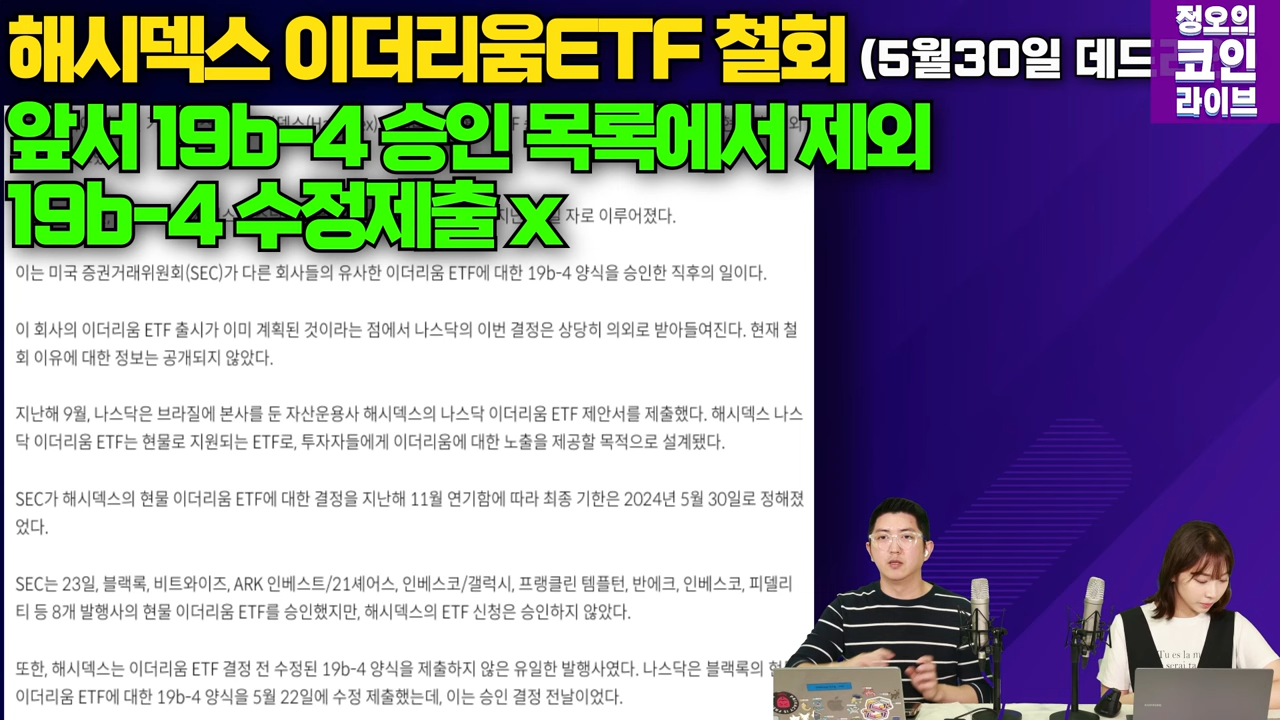 해시덱스 이더리움ETF 철회 (5월30일 데드
정오의
코인
라이브
앞서 19b-4 승인 목록에서 제외
19b-4 수정제출 x
자로 이루어졌다.
이는 미국 증권거래위원회(SEC)가 다른 회사들의 유사한 이더리움 ETF에 대한 19b-4 양식을 승인한 직후의 일이다.
이 회사의 이더리움 ETF 출시가 이미 계획된 것이라는 점에서 나스닥의 이번 결정은 상당히 의외로 받아들여진다. 현재 철
회 이유에 대한 정보는 공개되지 않았다.
지난해 9월, 나스닥은 브라질에 본사를 둔 자산운용사 해시덱스의 나스닥 이더리움 ETF 제안서를 제출했다. 해시덱스 나스
닥 이더리움 ETF는 현물로 지원되는 ETF로, 투자자들에게 이더리움에 대한 노출을 제공할 목적으로 설계됐다.
SEC가 해시덱스의 현물 이더리움 ETF에 대한 결정을 지난해 11월 연기함에 따라 최종 기한은 2024년 5월 30일로 정해졌
었다.
SEC는 23일, 블랙록, 비트와이즈, ARK 인베스트/21셰어스, 인베스코/갤럭시, 프랭클린 템플턴, 반에크, 인베스코, 피델리
티 등 8개 발행사의 현물 이더리움 ETF를 승인했지만, 해시덱스의 ETF 신청은 승인하지 않았다.
또한, 해시덱스는 이더리움 ETF 결정 전 수정된 19b-4 양식을 제출하지 않은 유일한 발행사였다. 나스닥은 블랙록의
이더리움 ETF에 대한 19b-4 양식을 5월 22일에 수정 제출했는데, 이는 승인 결정 전날이었다.
Tu es la
serai
SAMSUNG